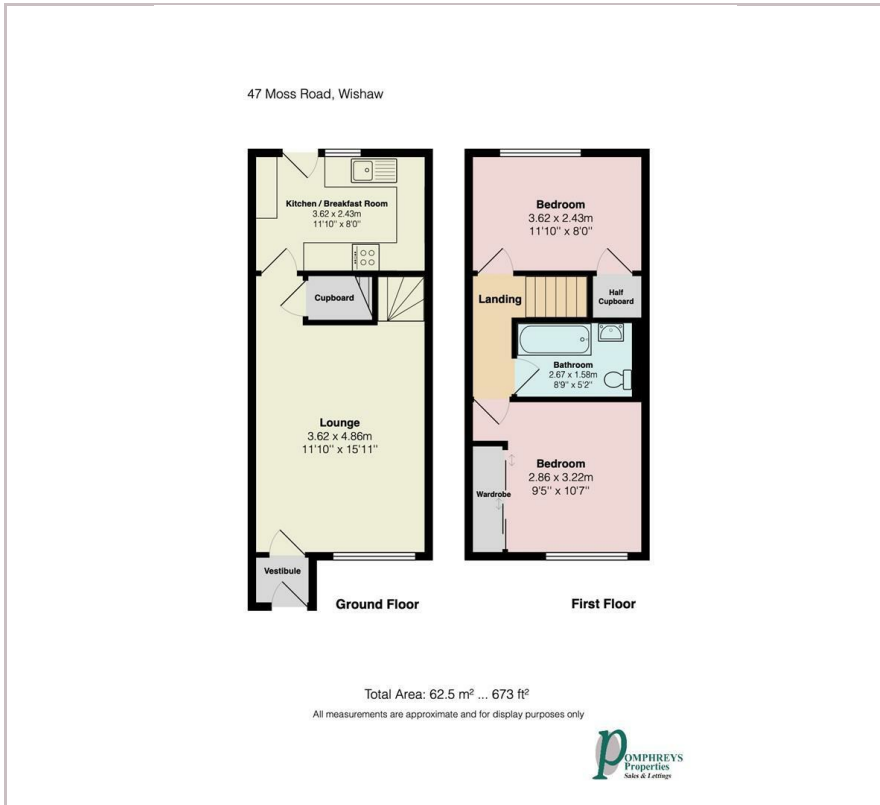 47 Moss Road, Wishaw
Kitchen / Breakfast Room
3.62 x 2.43m
11'10" x 8'0"
Cupboard
Lounge
3.62 x 4.86m
11'10" x 15'11"
Vestibule
Ground Floor
Bedroom
3.62 x 2.43m
11'10" x 8'0"
Landing
Half
Cupboard
Bathroom
2.67 x 1.58m
8'9" x 5'2"
Bedroom
2.86 x 3.22m
9'5" x 10'7"
Wardrobe
First Floor
Total Area: 62.5 m² ... 673 ft²
All measurements are approximate and for display purposes only
POMPHREYS
Properties
Sales & Lettings